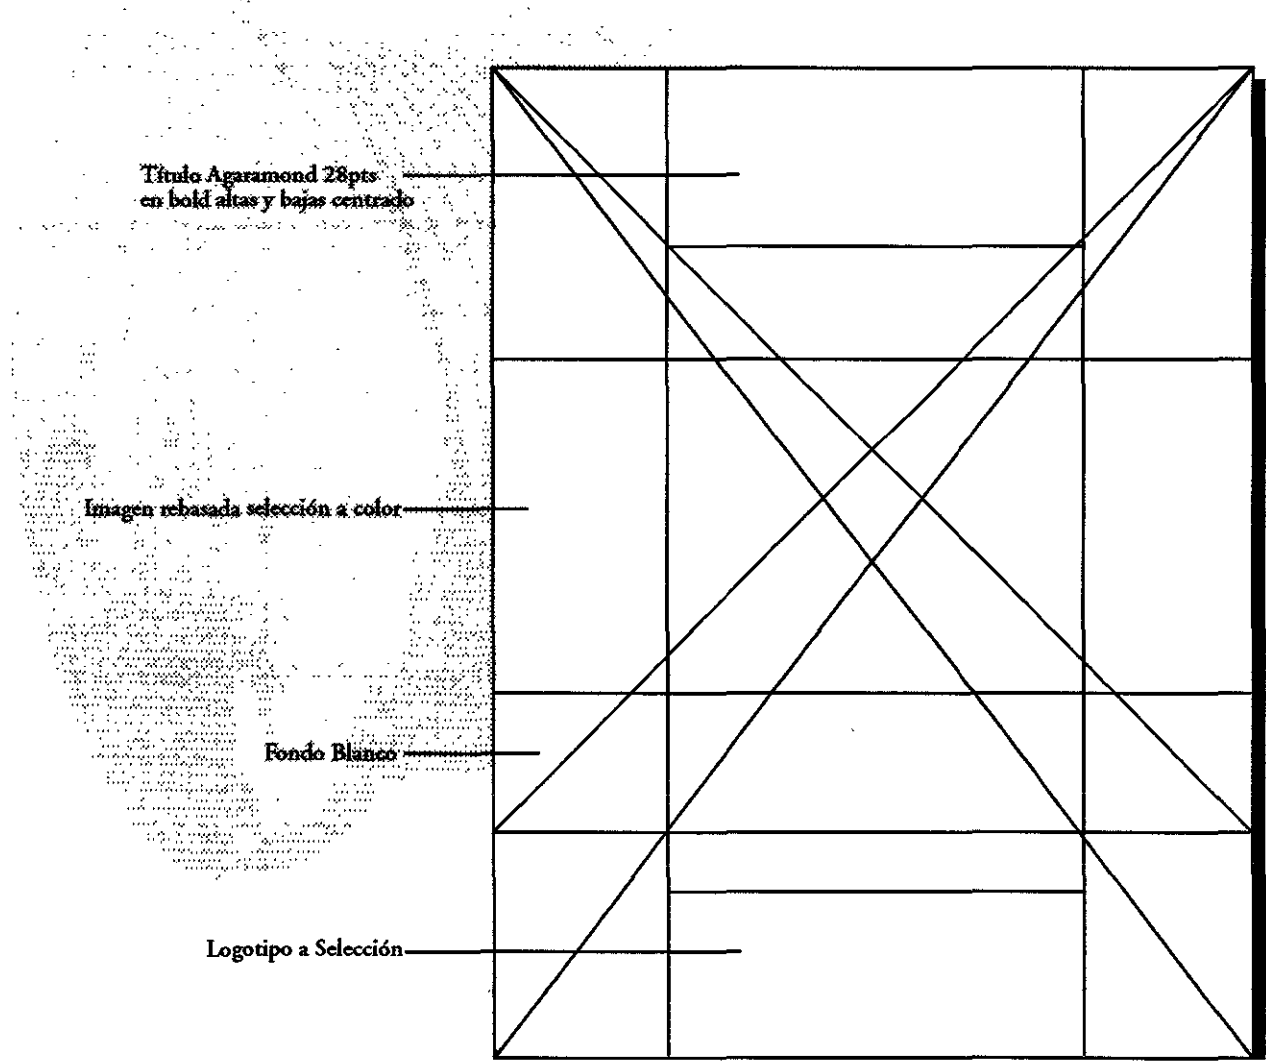 Título Agaramond 28pts
en bold altas y bajas centrado
Imagen rebasada selección a color
Fondo Blanco
Logotipo a Selección